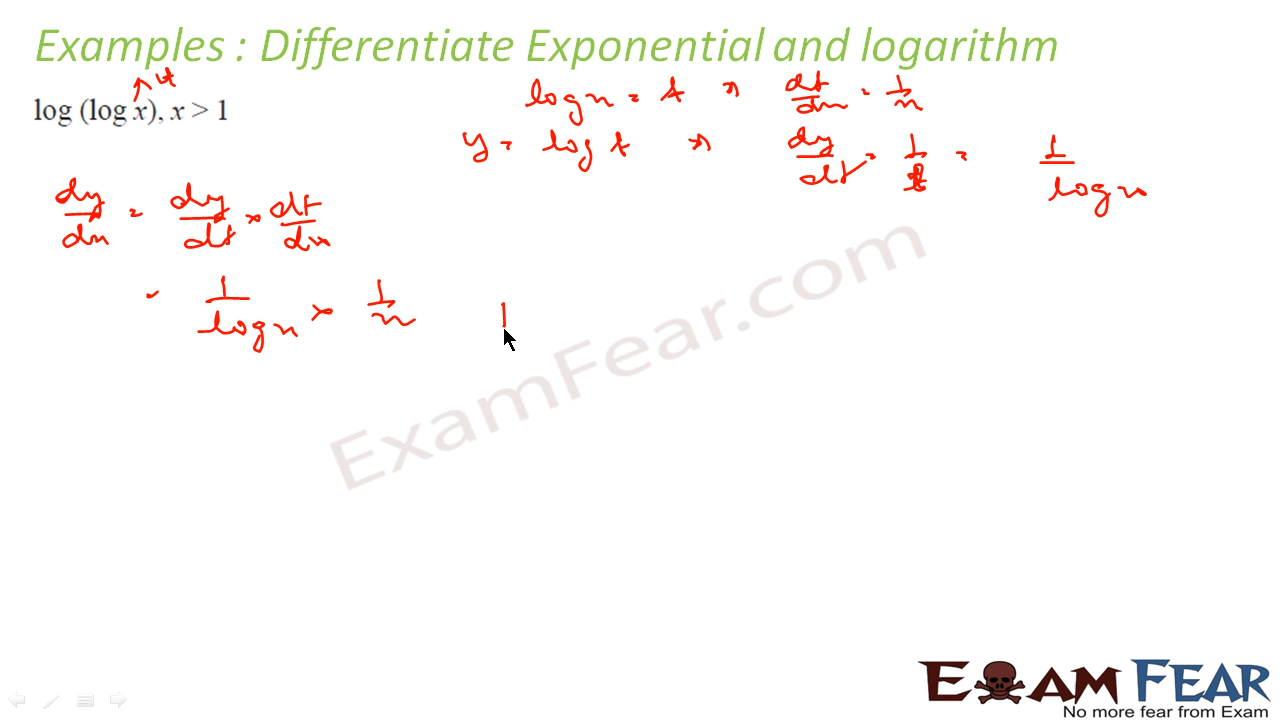 Examples : Differentiate Exponential and logarithm
log (log x), x > 1
log x = t ⇒ dt/dx = 1/x
y = log t ⇒ dy/dt = 1/t = 1/log x
dy/dx = dy/dt × dt/dx
= 1/log x × 1/x 1
ExamFear.com
EXAM FEAR
No more fear from Exam